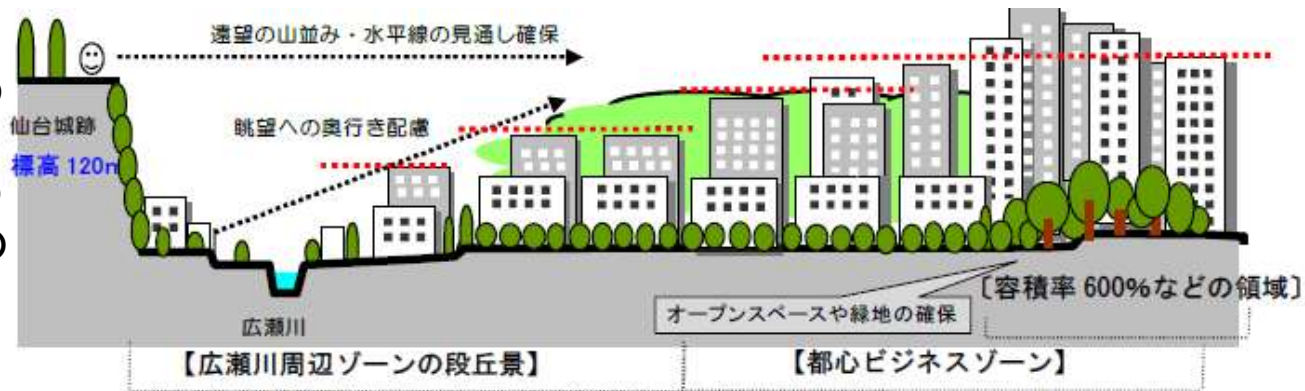 遠望の山並み・水平線の見通し確保
仙台城跡
標高 120m
眺望への奥行き配慮
広瀬川
オープンスペースや緑地の確保
〔容積率 600%などの領域〕
【広瀬川周辺ゾーンの段丘景】
【都心ビジネスゾーン】